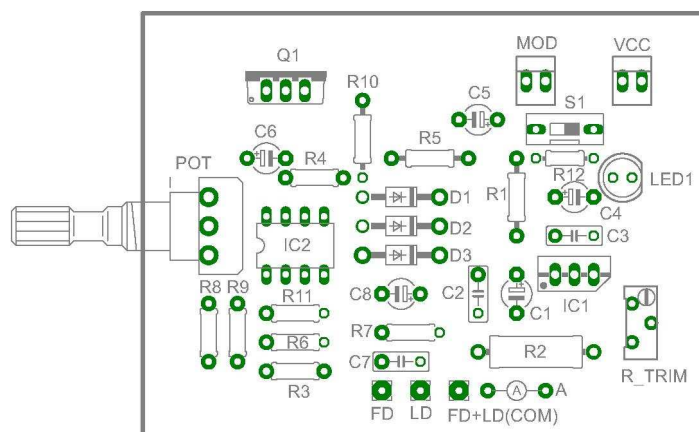 MOD
VCC
Q1
R10
C5
S1
C6
R5
POT
R4
R12
LED1
R1
D1
C4
IC2
D2
C3
D3
R8
R9
C8
C2
R11
C1
IC1
R7
R6
C7
R2
R3
R_TRIM
A
A
FD
LD
FD+LD(COM)